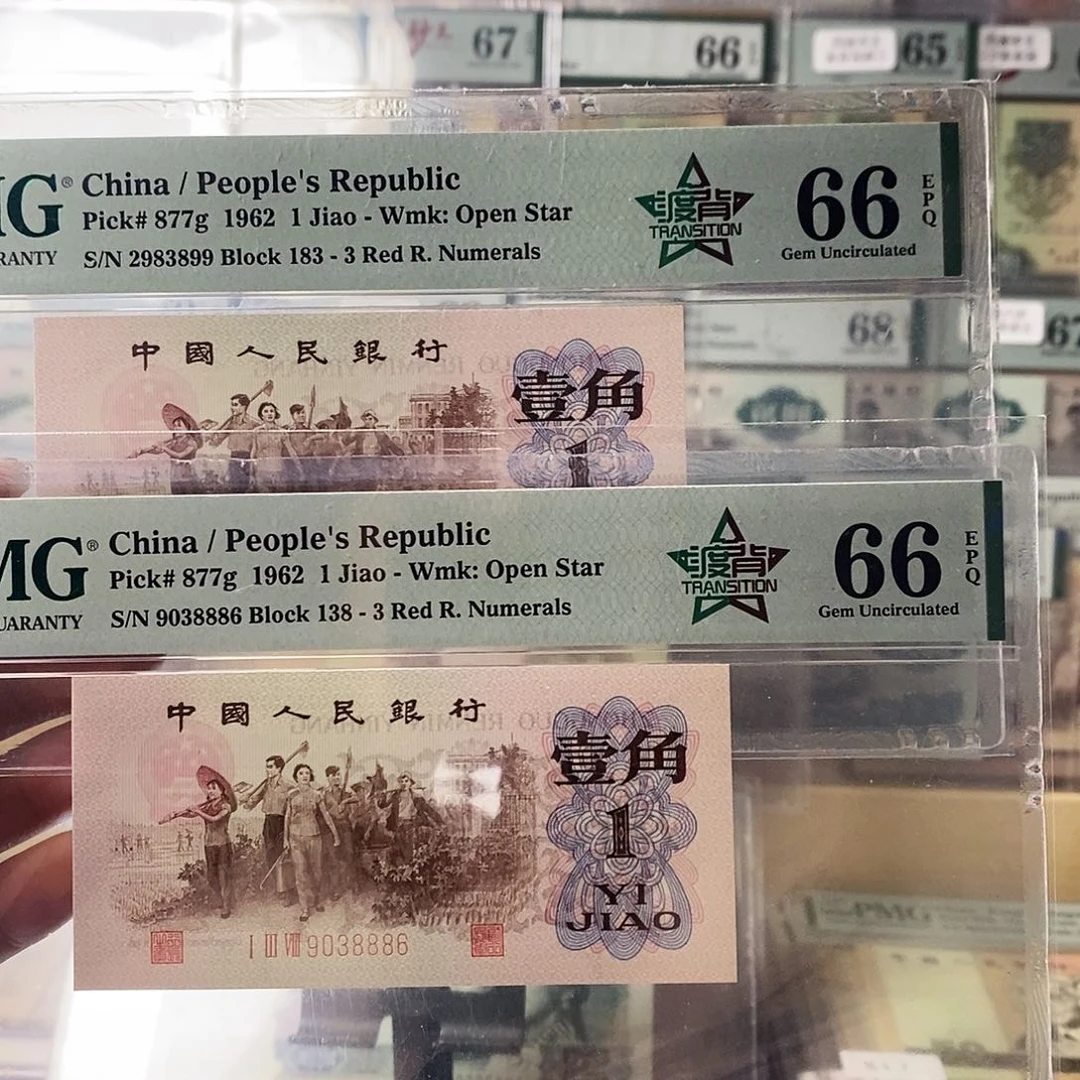 67
66
65
MG® China / People's Republic
Pick# 877g 1962 1 Jiao - Wmk: Open Star
RANTY S/N 2983899 Block 183 - 3 Red R. Numerals
渡背
TRANSITION
66
EPQ
Gem Uncirculated
68
67
中國人民銀行
壹角
1
MG® China / People's Republic
Pick# 877g 1962 1 Jiao - Wmk: Open Star
UARANTY S/N 9038886 Block 138 - 3 Red R. Numerals
渡背
TRANSITION
66
EPQ
Gem Uncirculated
中國人民銀行
壹角
1
YI
JIAO
I III VIII 9038886
PMG